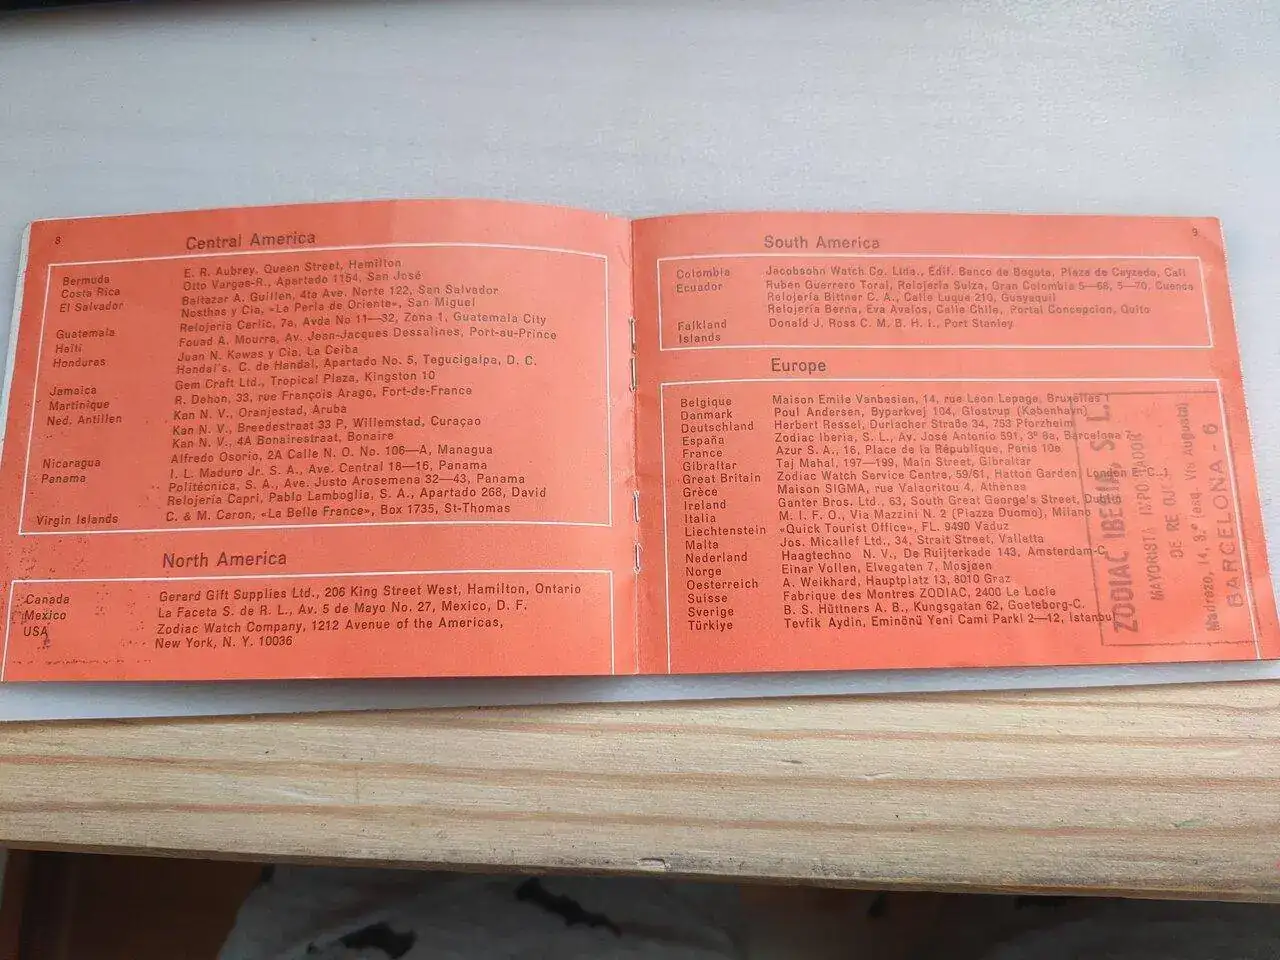 8
Central America
Bermuda E. R. Aubrey, Queen Street, Hamilton
Costa Rica Otto Vargas-R., Apartado 1154, San José
El Salvador Baltazar A. Guillen, 4ta Ave. Norte 122, San Salvador
Nosthas y Cia, «La Perla de Oriente», San Miguel
Guatemala Relojeria Carlic, 7a, Avda No 11—32, Zona 1, Guatemala City
Haïti Fouad A. Mourra, Av. Jean-Jacques Dessalines, Port-au-Prince
Honduras Juan N. Kawas y Cia, La Ceiba
Handal's, C. de Handal, Apartado No. 5, Tegucigalpa, D. C.
Jamaica Gem Craft Ltd., Tropical Plaza, Kingston 10
Martinique R. Dehon, 33, rue François Arago, Fort-de-France
Ned. Antillen Kan N. V., Oranjestad, Aruba
Kan N. V., Breedestraat 33 P, Willemstad, Curaçao
Kan N. V., 4A Bonairestraat, Bonaire
Nicaragua Alfredo Osorio, 2A Calle N. O. No. 106—A, Managua
Panama I. L. Maduro Jr. S. A., Ave. Central 18—16, Panama
Politécnica, S. A., Ave. Justo Arosemena 32—43, Panama
Relojeria Capri, Pablo Lamboglia, S. A., Apartado 268, David
Virgin Islands C. & M. Caron, «La Belle France», Box 1735, St-Thomas
North America
Canada Gerard Gift Supplies Ltd., 206 King Street West, Hamilton, Ontario
Mexico La Faceta S. de R. L., Av. 5 de Mayo No. 27, Mexico, D. F.
USA Zodiac Watch Company, 1212 Avenue of the Americas,
New York, N. Y. 10036
9
South America
Colombia Jacobsohn Watch Co. Ltda., Edif. Banco de Bogota, Plaza de Cayzedo, Cali
Ecuador Ruben Guerrero Toral, Relojeria Suiza, Gran Colombia 5—68, 5—70, Cuenca
Relojería Bittner C. A., Calle Luque 210, Guayaquil
Relojería Berna, Eva Avalos, Calle Chile, Portal Concepcion, Quito
Falkland Donald J. Ross C. M. B. H. I., Port Stanley
Islands
Europe
Belgique Maison Emile Vanbesian, 14, rue Léon Lepage, Bruxelles 1
Danmark Poul Andersen, Byparkvej 104, Glostrup (København)
Deutschland Herbert Ressel, Durlacher Straße 34, 753 Pforzheim
España Zodiac Iberia, S. L., Av. José Antonio 591, 3º 8a, Barcelona 7
France Azur S. A., 16, Place de la République, Paris 10e
Gibraltar Taj Mahal, 197—199, Main Street, Gibraltar
Great Britain Zodiac Watch Service Centre, 59/61, Hatton Garden, London E. C. 1
Grèce Maison SIGMA, rue Valaoritou 4, Athénes
Ireland Ganter Bros. Ltd., 63, South Great George's Street, Dublin
Italia M. I. F. O., Via Mazzini N. 2 (Piazza Duomo), Milano
Liechtenstein «Quick Tourist Office», FL. 9490 Vaduz
Malta Jos. Micallef Ltd., 34, Strait Street, Valletta
Nederland Haagtechno N. V., De Ruijterkade 143, Amsterdam-C.
Norge Einar Vollen, Elvegaten 7, Mosjøen
Oesterreich A. Weikhard, Hauptplatz 13, 8010 Graz
Suisse Fabrique des Montres ZODIAC, 2400 Le Locle
Sverige B. S. Hüttners A. B., Kungsgatan 62, Goeteborg-C.
Türkiye Tevfik Aydin, Eminönü Yeni Cami Parki 2—12, Istanbul
ZODIAC IBERIA S. L.
MAYORISTA IMPORTADOR
DE RELOJES
Madrazo, 14, 3.º (esq. Vía Augusta)
BARCELONA - 6